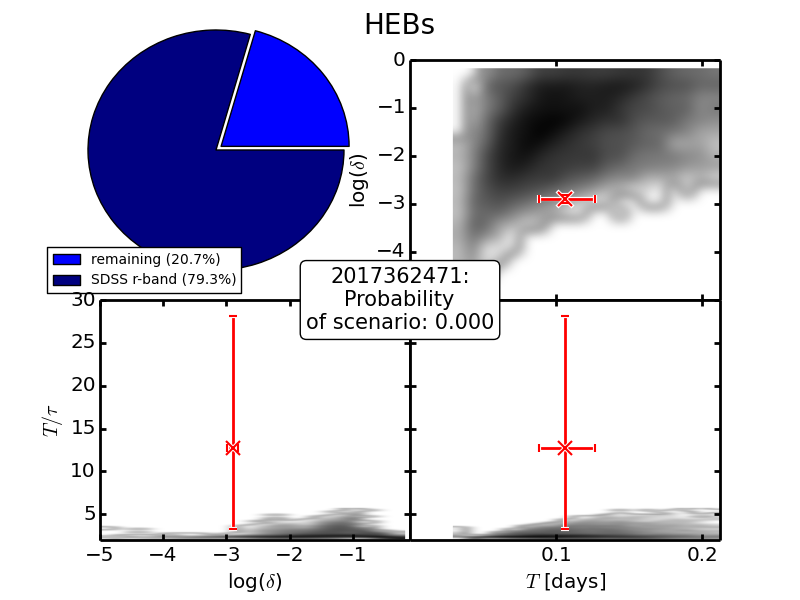 HEBs
remaining (20.7%)
SDSS r-band (79.3%)
0
−1
−2
−3
−4
log(δ)
2017362471:
Probability
of scenario: 0.000
30
25
20
15
10
5
T/τ
−5 −4 −3 −2 −1
log(δ)
0.1 0.2
T [days]